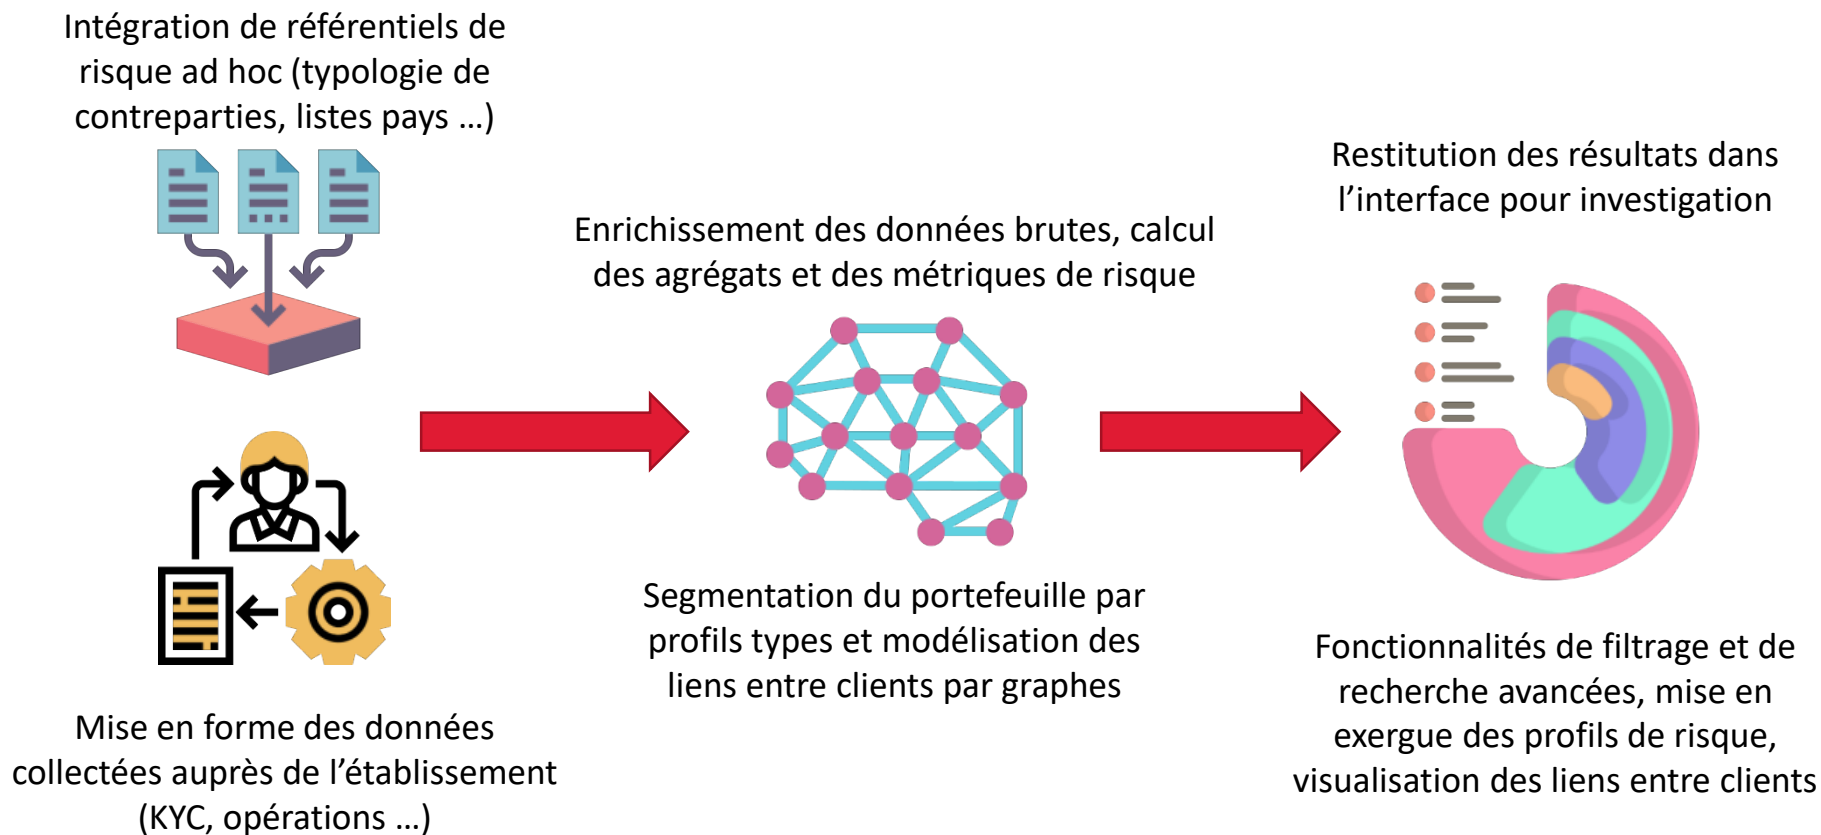 Intégration de référentiels de
risque ad hoc (typologie de
contreparties, listes pays …)
Mise en forme des données
collectées auprès de l’établissement
(KYC, opérations …)
Enrichissement des données brutes, calcul
des agrégats et des métriques de risque
Segmentation du portefeuille par
profils types et modélisation des
liens entre clients par graphes
Restitution des résultats dans
l’interface pour investigation
Fonctionnalités de filtrage et de
recherche avancées, mise en
exergue des profils de risque,
visualisation des liens entre clients